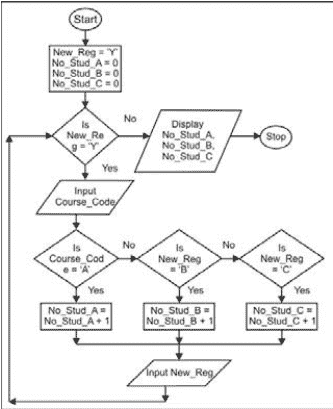 Start
New_Reg = 'Y'
No_Stud_A = 0
No_Stud_B = 0
No_Stud_C = 0
Is
New_Re
g = 'Y'
No
Display
No_Stud_A,
No_Stud_B,
No_Stud_C
Stop
Yes
Input
Course_Code
Is
Course_Cod
e = 'A'
No
Is
New_Reg
= 'B'
No
Is
New_Reg
= 'C'
Yes
Yes
Yes
No_Stud_A =
No_Stud_A + 1
No_Stud_B =
No_Stud_B + 1
No_Stud_C =
No_Stud_C + 1
Input New_Reg